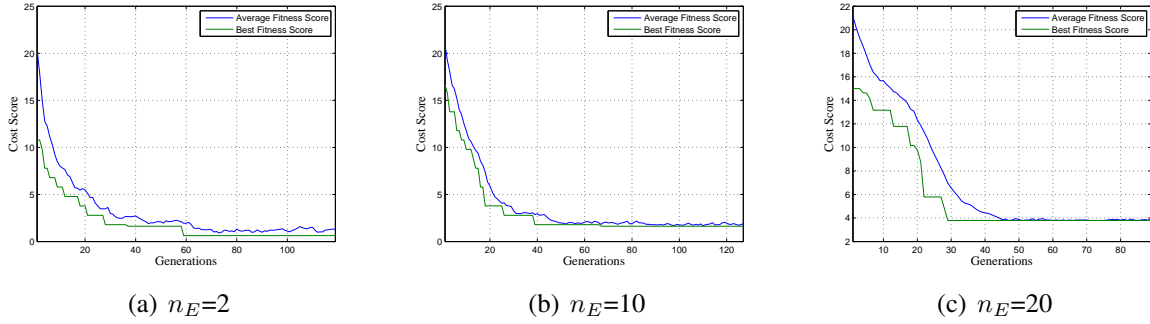 25
20
15
10
5
0
20 40 60 80 100
Cost Score
Generations
Average Fitness Score
Best Fitness Score
(a) n_E=2
25
20
15
10
5
0
20 40 60 80 100 120
Cost Score
Generations
Average Fitness Score
Best Fitness Score
(b) n_E=10
22
20
18
16
14
12
10
8
6
4
2
10 20 30 40 50 60 70 80
Cost Score
Generations
Average Fitness Score
Best Fitness Score
(c) n_E=20